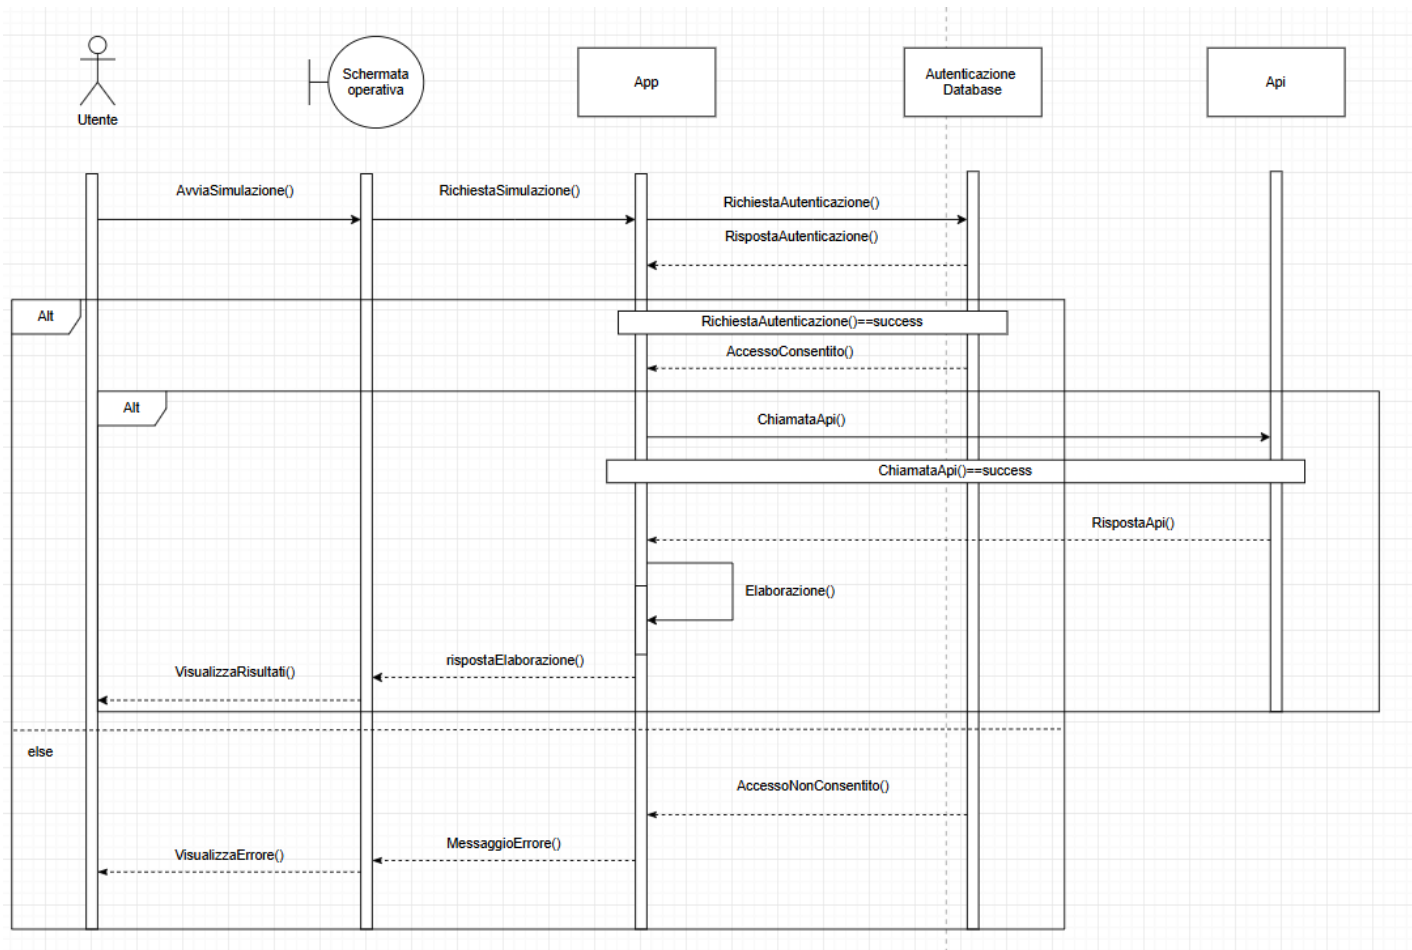 Schermata
operativa
App
Autenticazione
Database
Api
Utente
AvviaSimulazione()
RichiestaSimulazione()
RichiestaAutenticazione()
RispostaAutenticazione()
Alt
RichiestaAutenticazione()==success
AccessoConsentito()
Alt
ChiamataApi()
ChiamataApi()==success
RispostaApi()
Elaborazione()
rispostaElaborazione()
VisualizzaRisultati()
else
AccessoNonConsentito()
MessaggioErrore()
VisualizzaErrore()